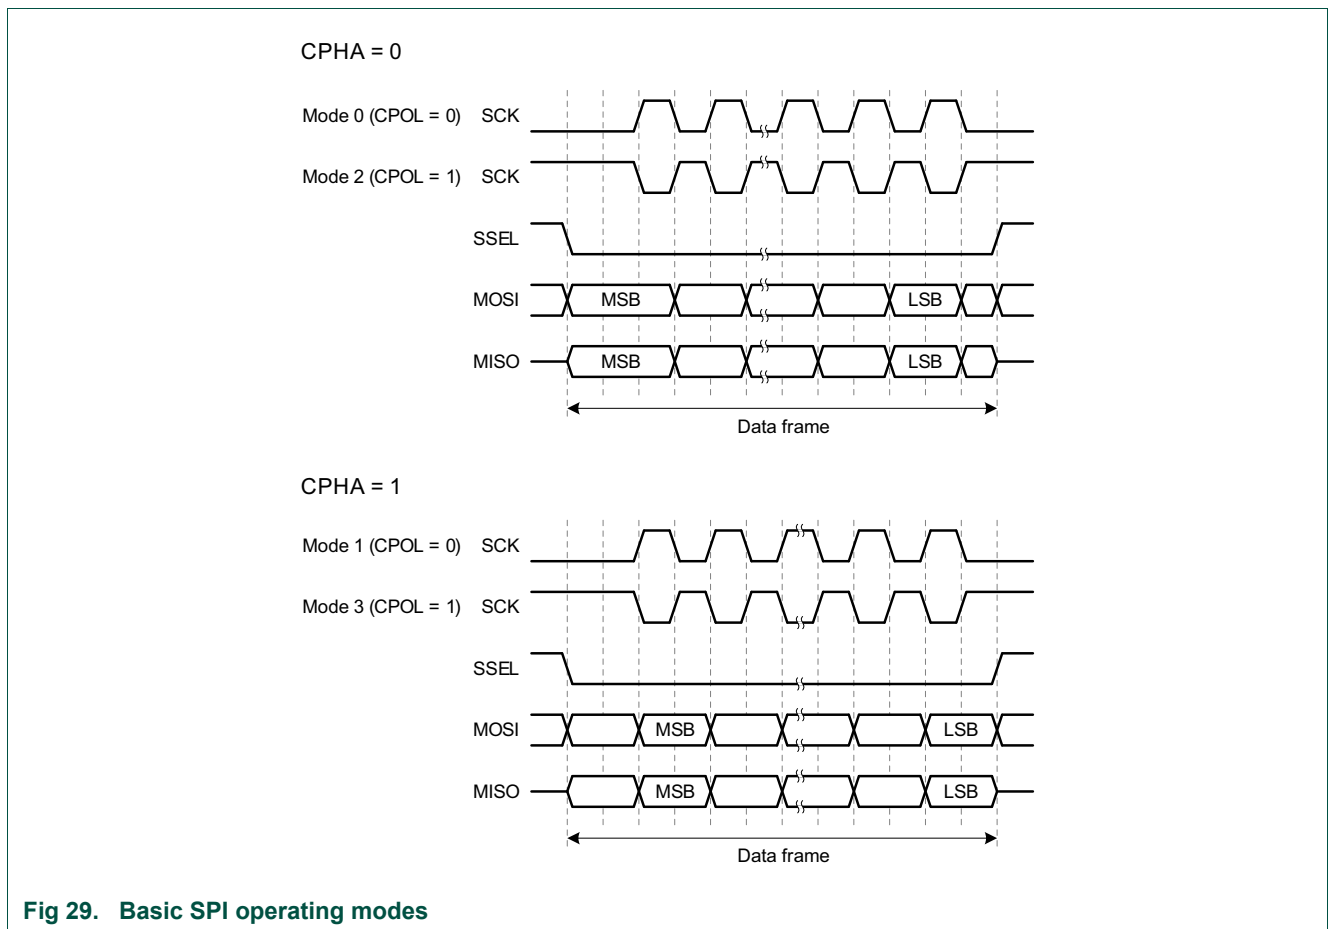 CPHA = 0
Mode 0 (CPOL = 0) SCK
Mode 2 (CPOL = 1) SCK
SSEL
MOSI MSB LSB
MISO MSB LSB
Data frame
CPHA = 1
Mode 1 (CPOL = 0) SCK
Mode 3 (CPOL = 1) SCK
SSEL
MOSI MSB LSB
MISO MSB LSB
Data frame
Fig 29. Basic SPI operating modes